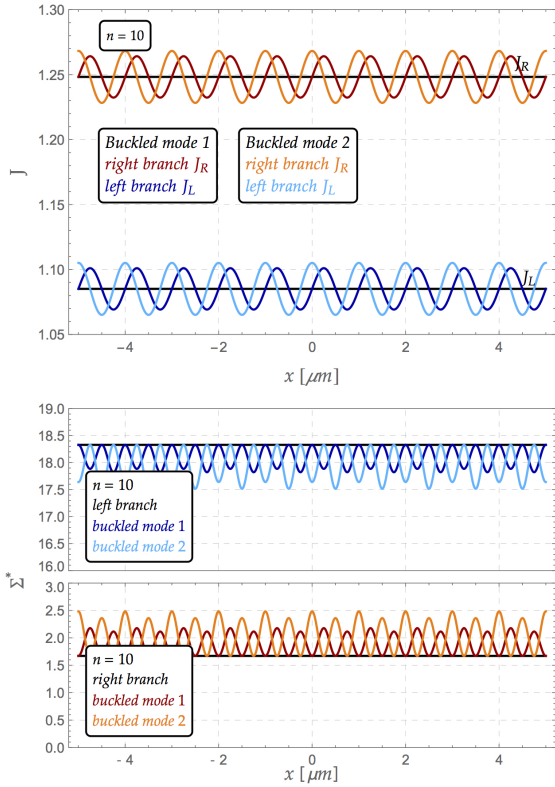 1.30
n = 10
1.25
J_R
1.20
Buckled mode 1
right branch J_R
left branch J_L
Buckled mode 2
right branch J_R
left branch J_L
J
1.15
1.10
J_L
1.05
−4 −2 0 2 4
x [μm]
19.0
18.5
18.0
17.5
17.0
16.5
16.0
n = 10
left branch
buckled mode 1
buckled mode 2
Σ*
3.0
2.5
2.0
1.5
1.0
0.5
0.0
n = 10
right branch
buckled mode 1
buckled mode 2
- 4 - 2 0 2 4
x [μm]